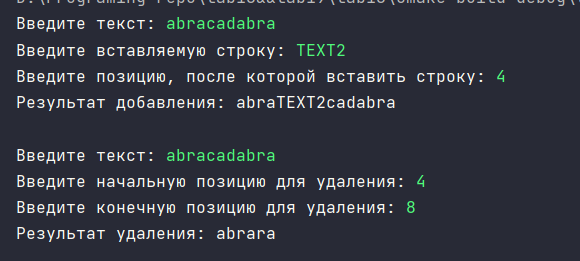 Введите текст: abracadabra
Введите вставляемую строку: TEXT2
Введите позицию, после которой вставить строку: 4
Результат добавления: abraTEXT2cadabra
Введите текст: abracadabra
Введите начальную позицию для удаления: 4
Введите конечную позицию для удаления: 8
Результат удаления: abrara